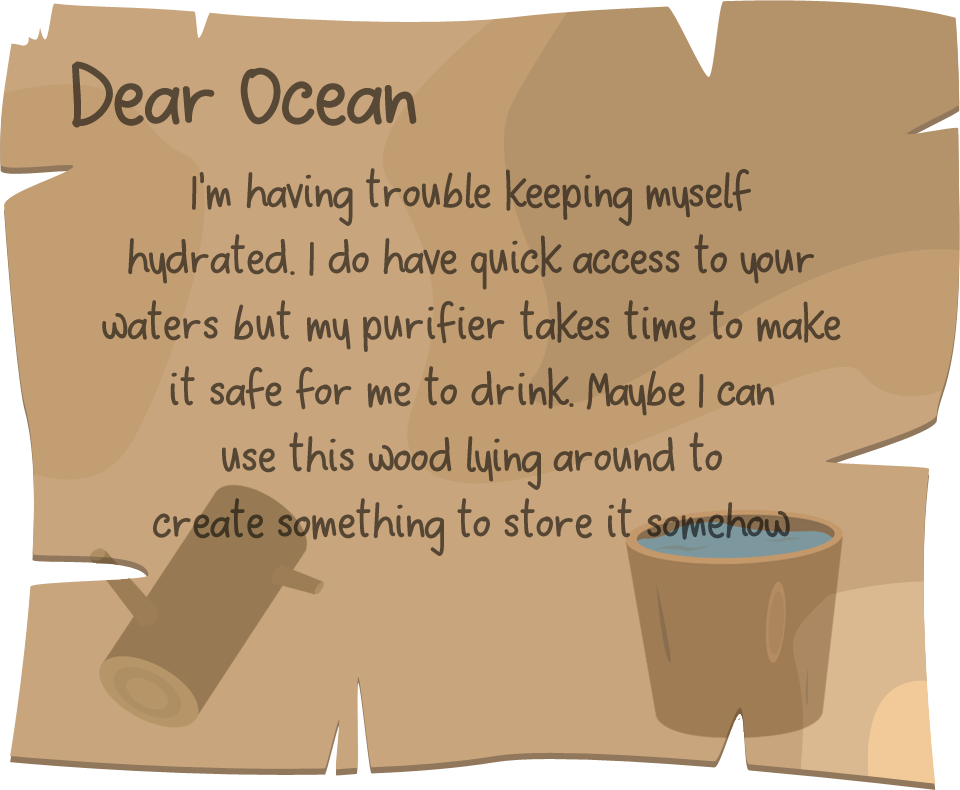 Dear Ocean
I'm having trouble keeping myself
hydrated. I do have quick access to your
waters but my purifier takes time to make
it safe for me to drink. Maybe I can
use this wood lying around to
create something to store it somehow